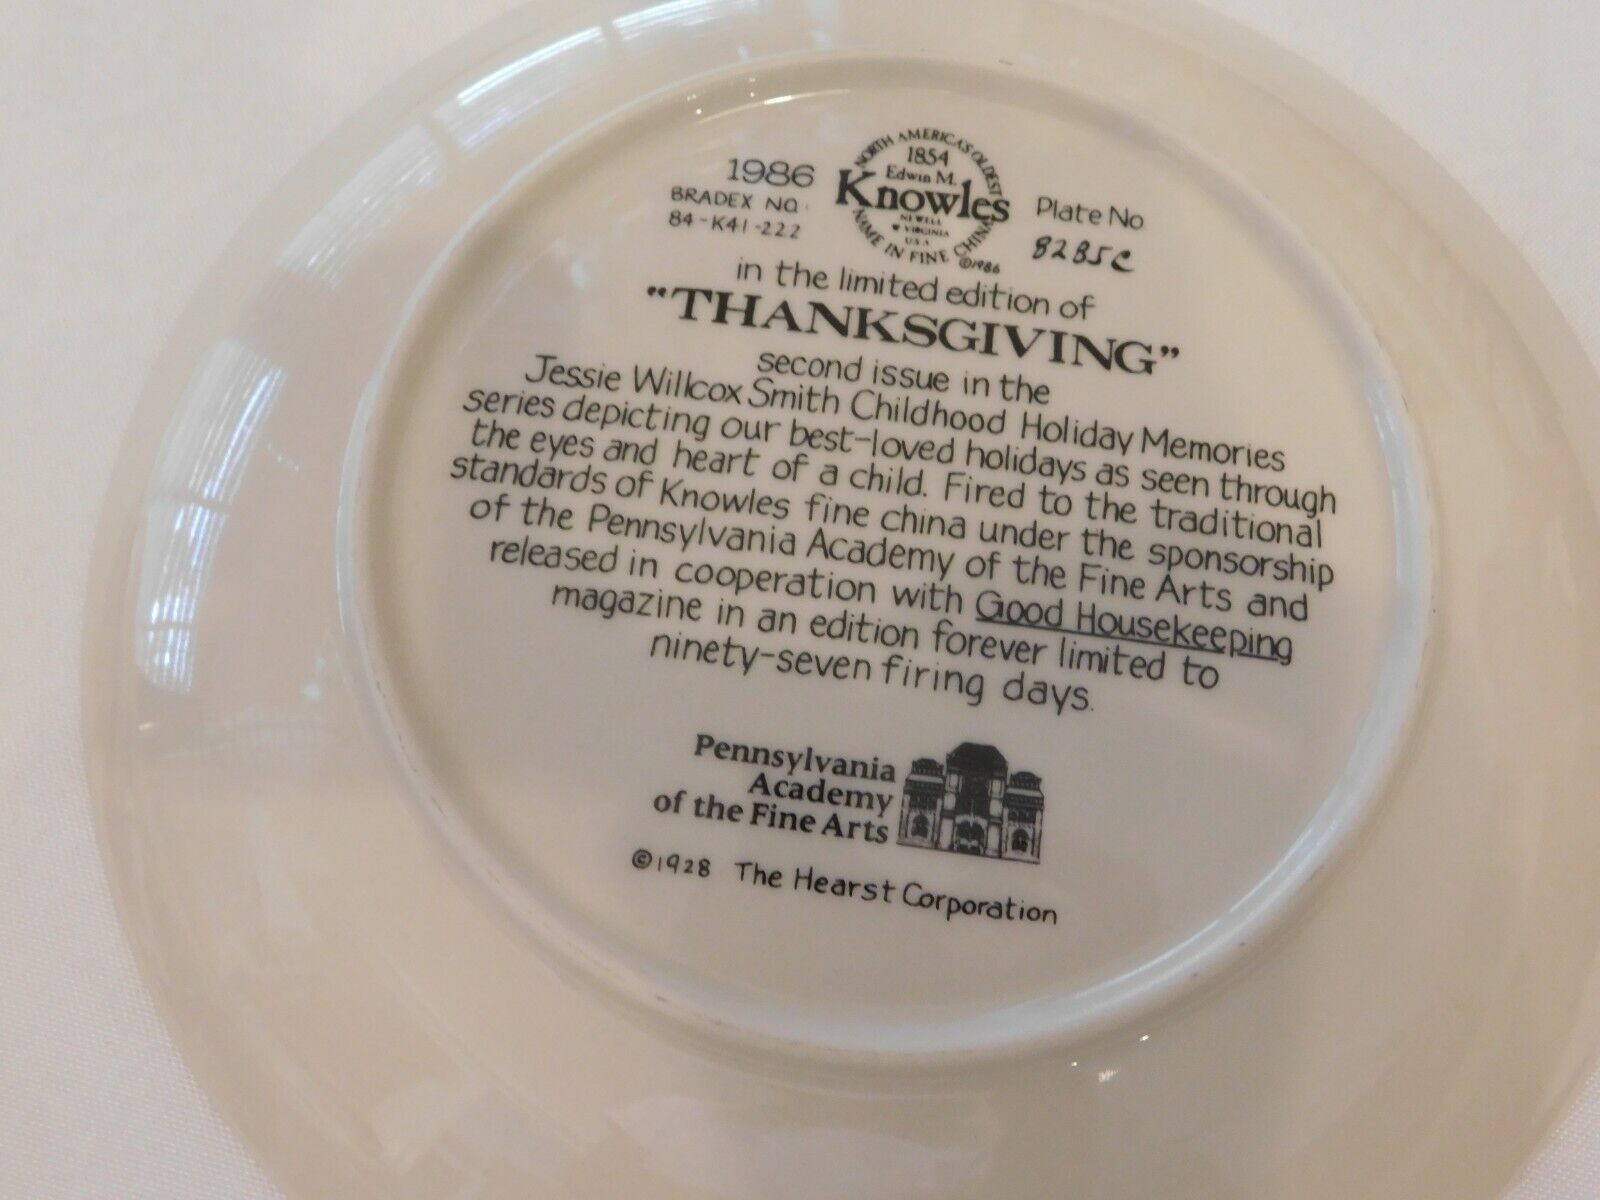 1986
BRADEX NO.
84-K41-222
NORTH AMERICA'S OLDEST
1854
Edwin M.
Knowles
NEWELL
W VIRGINIA
U.S.A.
NAME IN FINE CHINA
©1986
Plate No
8285C
in the limited edition of
"THANKSGIVING"
second issue in the
Jessie Willcox Smith Childhood Holiday Memories
series depicting our best-loved holidays as seen through
the eyes and heart of a child. Fired to the traditional
standards of Knowles fine china under the sponsorship
of the Pennsylvania Academy of the Fine Arts and
released in cooperation with Good Housekeeping
magazine in an edition forever limited to
ninety-seven firing days.
Pennsylvania
Academy
of the Fine Arts
©1928 The Hearst Corporation